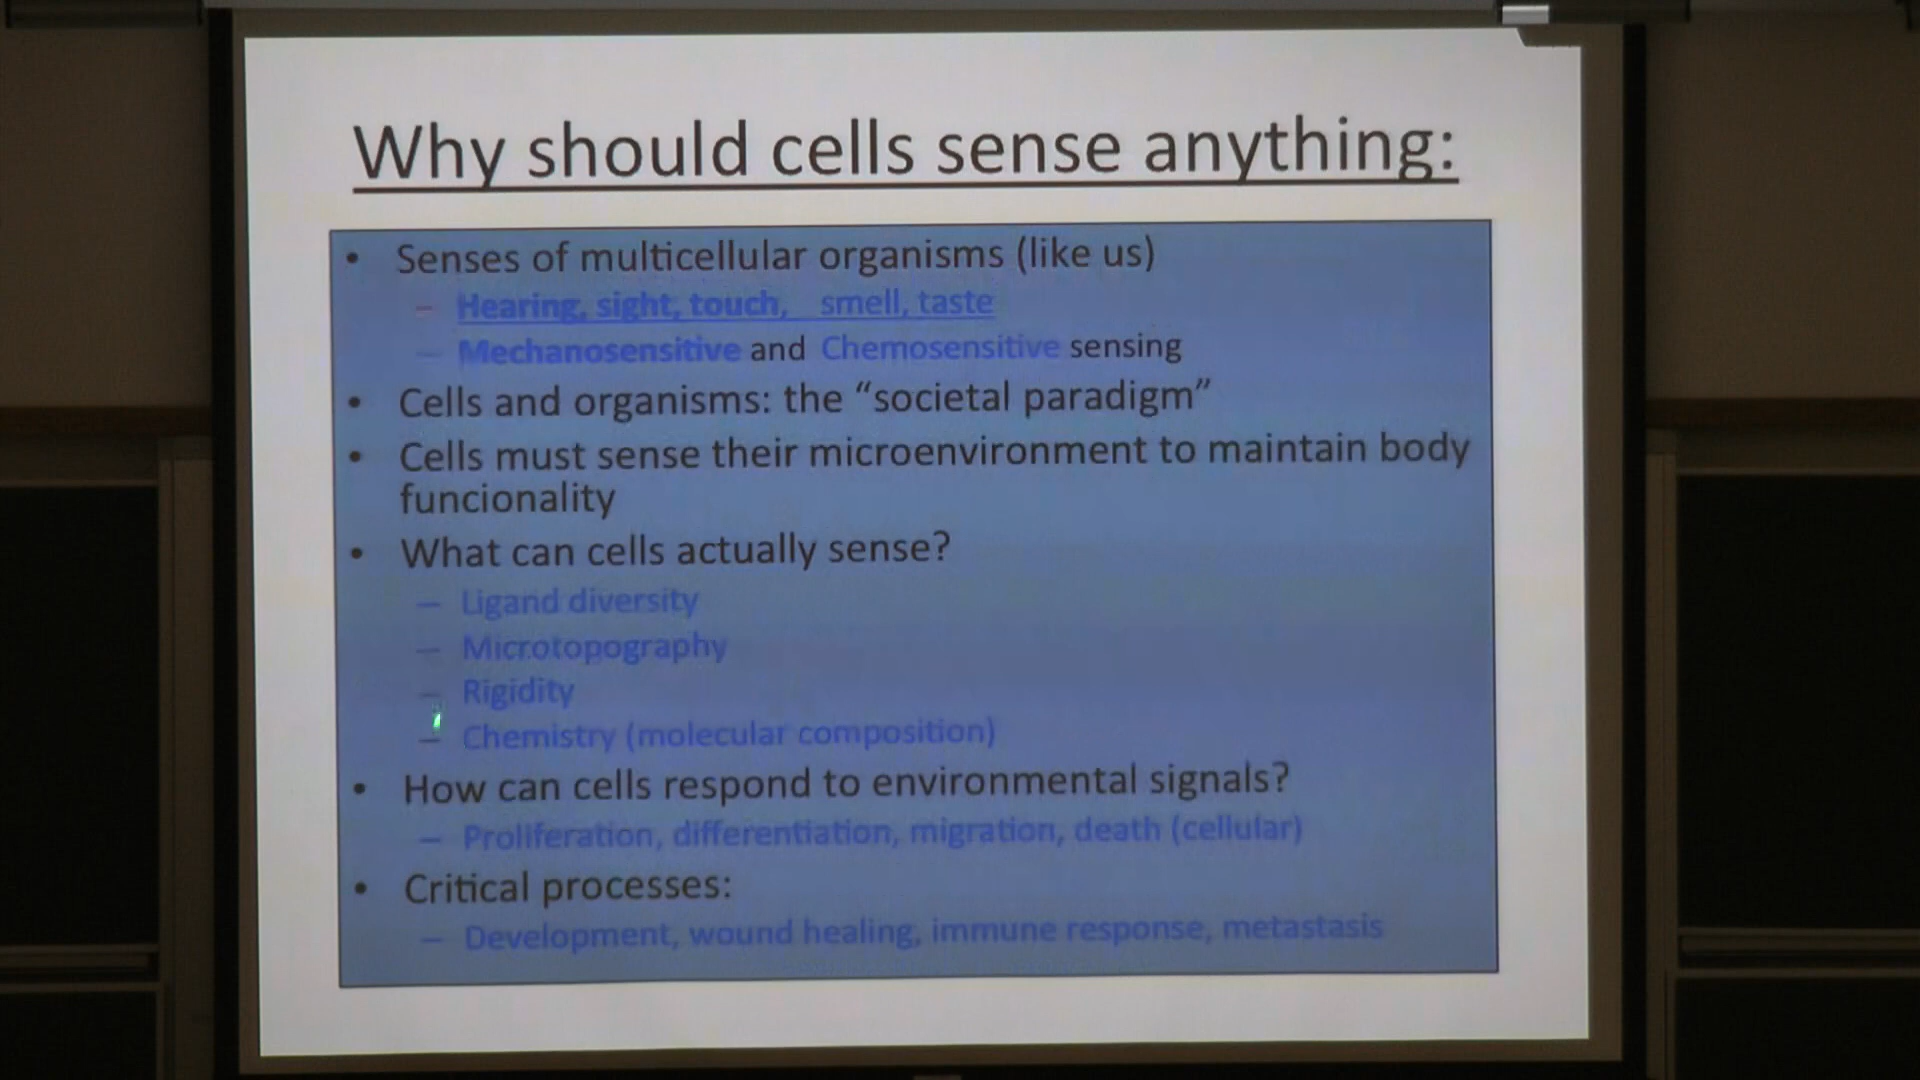 Why should cells sense anything:
• Senses of multicellular organisms (like us)
– Hearing, sight, touch, smell, taste
– Mechanosensitive and Chemosensitive sensing
• Cells and organisms: the “societal paradigm”
• Cells must sense their microenvironment to maintain body
funcionality
• What can cells actually sense?
– Ligand diversity
– Microtopography
– Rigidity
– Chemistry (molecular composition)
• How can cells respond to environmental signals?
– Proliferation, differentiation, migration, death (cellular)
• Critical processes:
– Development, wound healing, immune response, metastasis